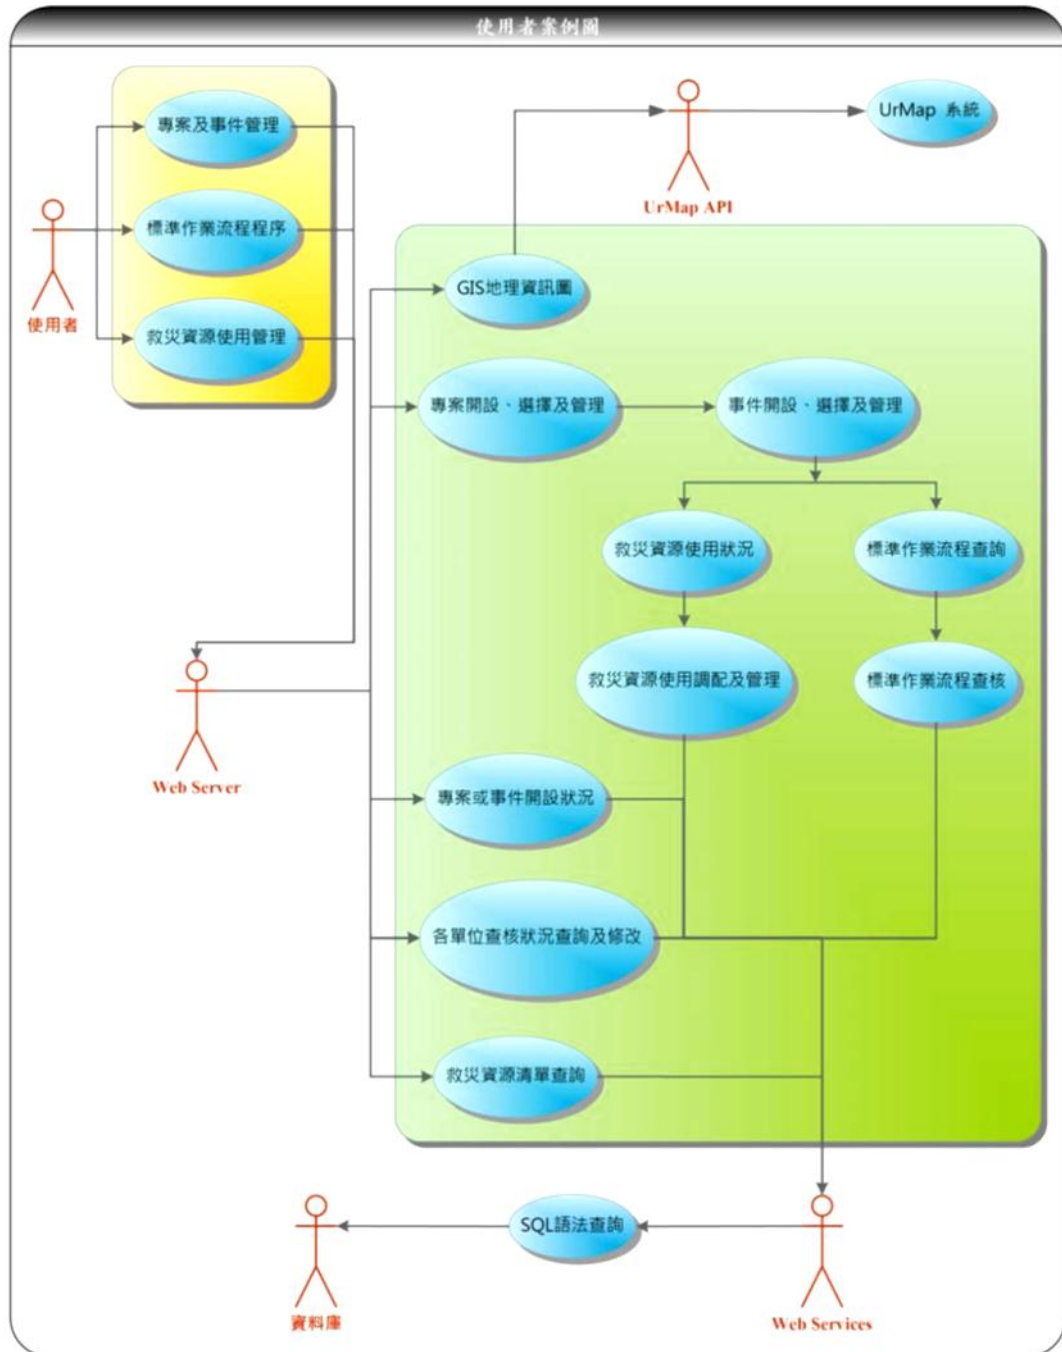 使用者案例圖
專案及事件管理
UrMap 系統
UrMap API
標準作業流程程序
使用者
救災資源使用管理
GIS地理資訊圖
專案開設、選擇及管理
事件開設、選擇及管理
救災資源使用狀況
標準作業流程查詢
救災資源使用調配及管理
標準作業流程查核
Web Server
專案或事件開設狀況
各單位查核狀況查詢及修改
救災資源清單查詢
SQL語法查詢
資料庫
Web Services